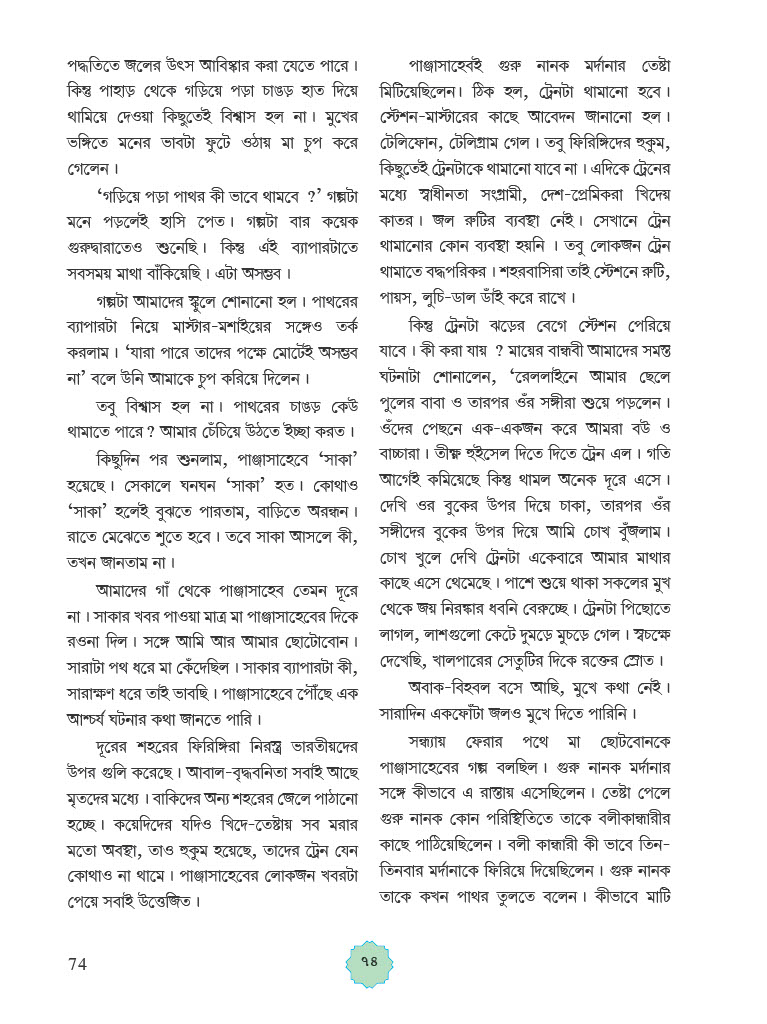 পদ্ধতিতে জলের উৎস আবিষ্কার করা যেতে পারে।
কিন্তু পাহাড় থেকে গড়িয়ে পড়া চাঙড় হাত দিয়ে
থামিয়ে দেওয়া কিছুতেই বিশ্বাস হল না। মুখের
ভঙ্গিতে মনের ভাবটা ফুটে ওঠায় মা চুপ করে
গেলেন।
‘গড়িয়ে পড়া পাথর কী ভাবে থামবে ?’ গল্পটা
মনে পড়লেই হাসি পেত। গল্পটা বার কয়েক
গুরুদ্বারাতেও শুনেছি। কিন্তু এই ব্যাপারটাতে
সবসময় মাথা ঝাঁকিয়েছি। এটা অসম্ভব।
গল্পটা আমাদের স্কুলে শোনানো হল। পাথরের
ব্যাপারটা নিয়ে মাস্টার-মশাইয়ের সঙ্গেও তর্ক
করলাম। ‘যারা পারে তাদের পক্ষে মোটেই অসম্ভব
না’ বলে উনি আমাকে চুপ করিয়ে দিলেন।
তবু বিশ্বাস হল না। পাথরের চাঙড় কেউ
থামাতে পারে ? আমার চেঁচিয়ে উঠতে ইচ্ছা করত।
কিছুদিন পর শুনলাম, পাঞ্জাসাহেবে ‘সাকা’
হয়েছে। সেকালে ঘনঘন ‘সাকা’ হত। কোথাও
‘সাকা’ হলেই বুঝতে পারতাম, বাড়িতে অরন্ধন।
রাতে মেঝেতে শুতে হবে। তবে সাকা আসলে কী,
তখন জানতাম না।
আমাদের গাঁ থেকে পাঞ্জাসাহেব তেমন দূরে
না। সাকার খবর পাওয়া মাত্র মা পাঞ্জাসাহেবের দিকে
রওনা দিল। সঙ্গে আমি আর আমার ছোটোবোন।
সারাটা পথ ধরে মা কেঁদেছিল। সাকার ব্যাপারটা কী,
সারাক্ষণ ধরে তাই ভাবছি। পাঞ্জাসাহেবে পৌঁছে এক
আশ্চর্য ঘটনার কথা জানতে পারি।
দূরের শহরের ফিরিঙ্গিরা নিরস্ত্র ভারতীয়দের
উপর গুলি করেছে। আবাল-বৃদ্ধবনিতা সবাই আছে
মৃতদের মধ্যে। বাকিদের অন্য শহরের জেলে পাঠানো
হচ্ছে। কয়েদিদের যদিও খিদে-তেষ্টায় সব মরার
মতো অবস্থা, তাও হুকুম হয়েছে, তাদের ট্রেন যেন
কোথাও না থামে। পাঞ্জাসাহেবের লোকজন খবরটা
পেয়ে সবাই উত্তেজিত।
পাঞ্জাসাহেবই গুরু নানক মর্দানার তেষ্টা
মিটিয়েছিলেন। ঠিক হল, ট্রেনটা থামানো হবে।
স্টেশন-মাস্টারের কাছে আবেদন জানানো হল।
টেলিফোন, টেলিগ্রাম গেল। তবু ফিরিঙ্গিদের হুকুম,
কিছুতেই ট্রেনটাকে থামানো যাবে না। এদিকে ট্রেনের
মধ্যে স্বাধীনতা সংগ্রামী, দেশ-প্রেমিকরা খিদেয়
কাতর। জল রুটির ব্যবস্থা নেই। সেখানে ট্রেন
থামানোর কোন ব্যবস্থা হয়নি । তবু লোকজন ট্রেন
থামাতে বদ্ধপরিকর। শহরবাসিরা তাই স্টেশনে রুটি,
পায়স, লুচি-ডাল ডাঁই করে রাখে।
কিন্তু ট্রেনটা ঝড়ের বেগে স্টেশন পেরিয়ে
যাবে। কী করা যায় ? মায়ের বান্ধবী আমাদের সমস্ত
ঘটনাটা শোনালেন, ‘রেললাইনে আমার ছেলে
পুলের বাবা ও তারপর ওঁর সঙ্গীরা শুয়ে পড়লেন।
ওঁদের পেছনে এক-একজন করে আমরা বউ ও
বাচ্চারা। তীক্ষ্ণ হুইসেল দিতে দিতে ট্রেন এল। গতি
আগেই কমিয়েছে কিন্তু থামল অনেক দূরে এসে।
দেখি ওর বুকের উপর দিয়ে চাকা, তারপর ওঁর
সঙ্গীদের বুকের উপর দিয়ে আমি চোখ বুঁজলাম।
চোখ খুলে দেখি ট্রেনটা একেবারে আমার মাথার
কাছে এসে থেমেছে। পাশে শুয়ে থাকা সকলের মুখ
থেকে জয় নিরঙ্কার ধবনি বেরুচ্ছে। ট্রেনটা পিছোতে
লাগল, লাশগুলো কেটে দুমড়ে মুচড়ে গেল। স্বচক্ষে
দেখেছি, খালপারের সেতুটির দিকে রক্তের স্রোত।
অবাক-বিহবল বসে আছি, মুখে কথা নেই।
সারাদিন একফোঁটা জলও মুখে দিতে পারিনি।
সন্ধ্যায় ফেরার পথে মা ছোটবোনকে
পাঞ্জাসাহেবের গল্প বলছিল। গুরু নানক মর্দানার
সঙ্গে কীভাবে এ রাস্তায় এসেছিলেন। তেষ্টা পেলে
গুরু নানক কোন পরিস্থিতিতে তাকে বলীকান্ধারীর
কাছে পাঠিয়েছিলেন। বলী কান্ধারী কী ভাবে তিন-
তিনবার মর্দানাকে ফিরিয়ে দিয়েছিলেন। গুরু নানক
তাকে কখন পাথর তুলতে বলেন। কীভাবে মাটি
74
৭৪